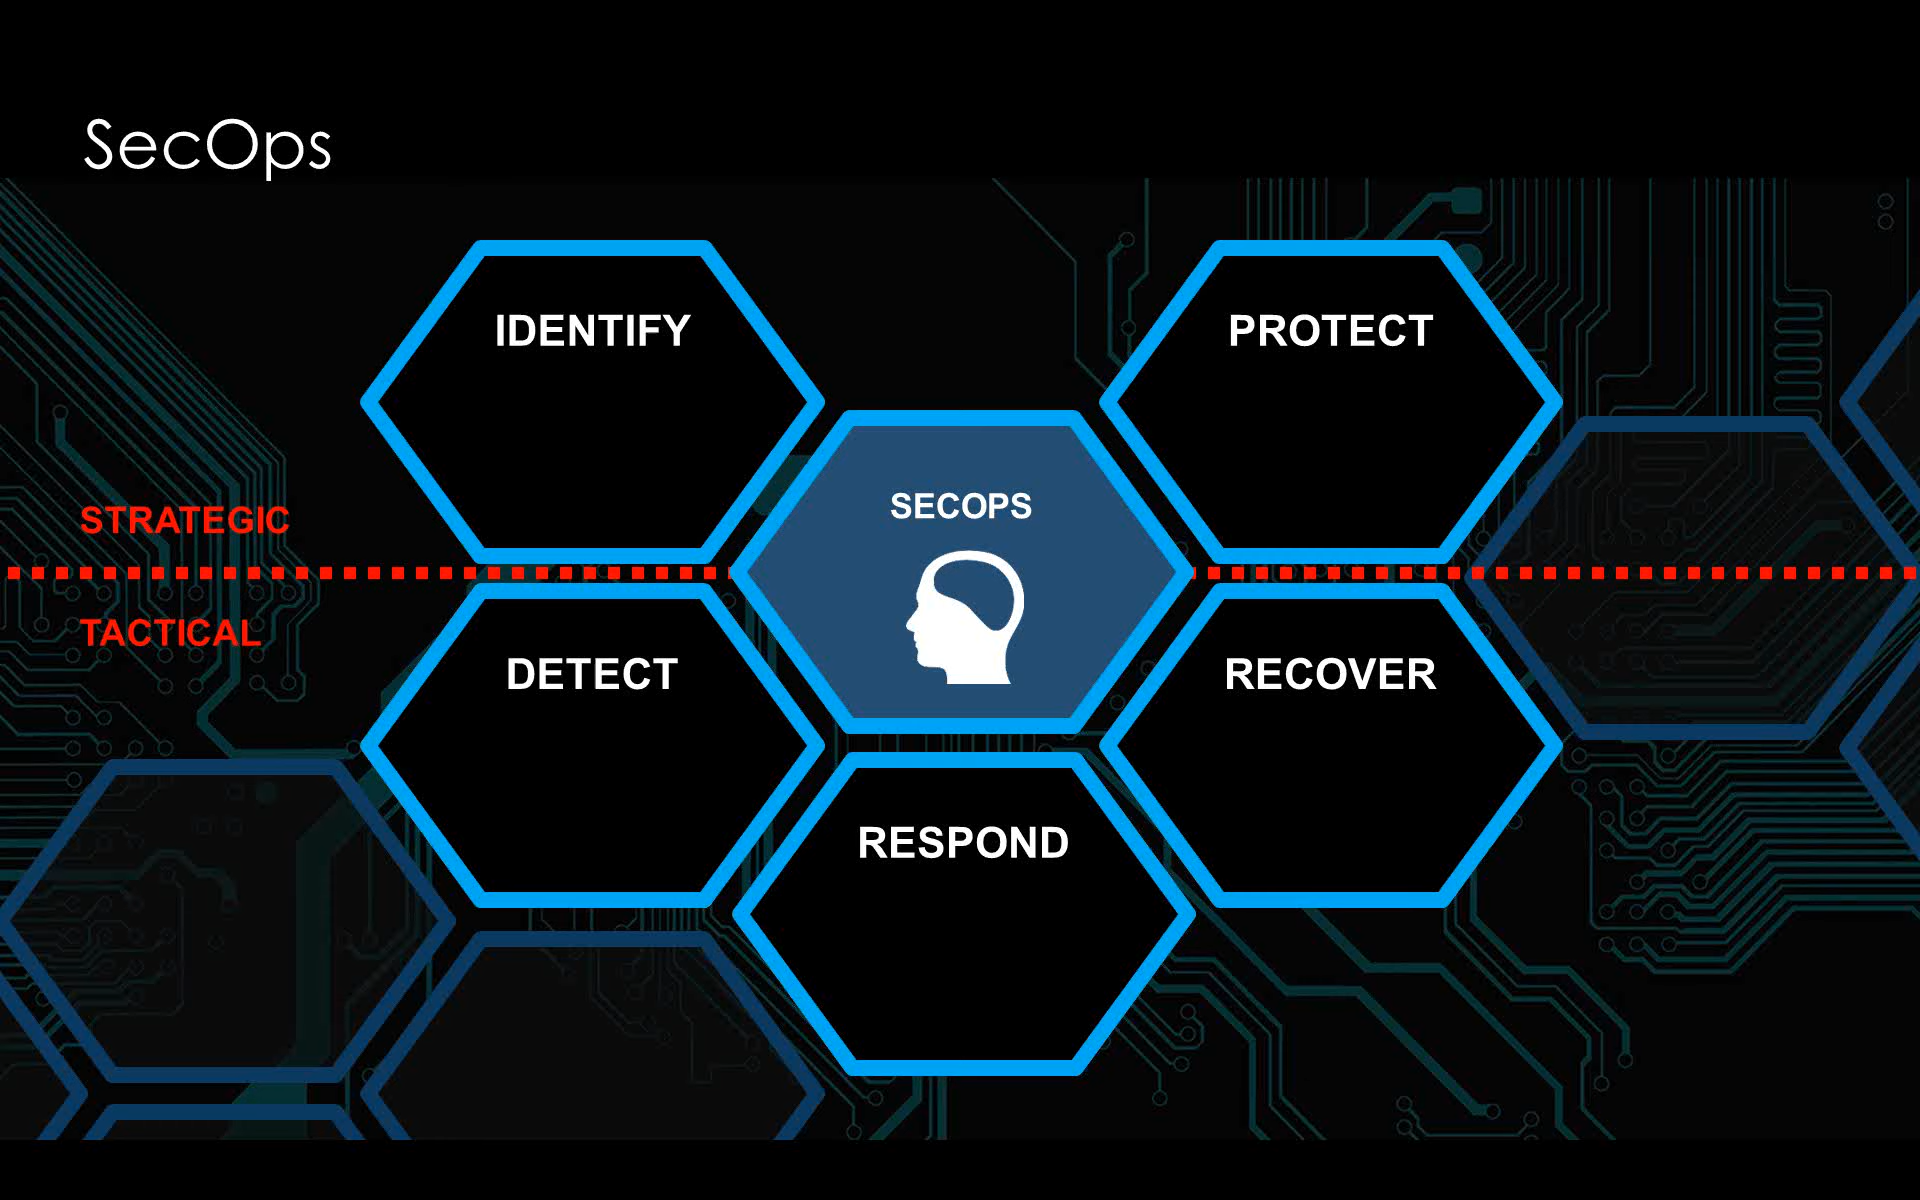 SecOps
IDENTIFY
PROTECT
SECOPS
STRATEGIC
TACTICAL
DETECT
RECOVER
RESPOND